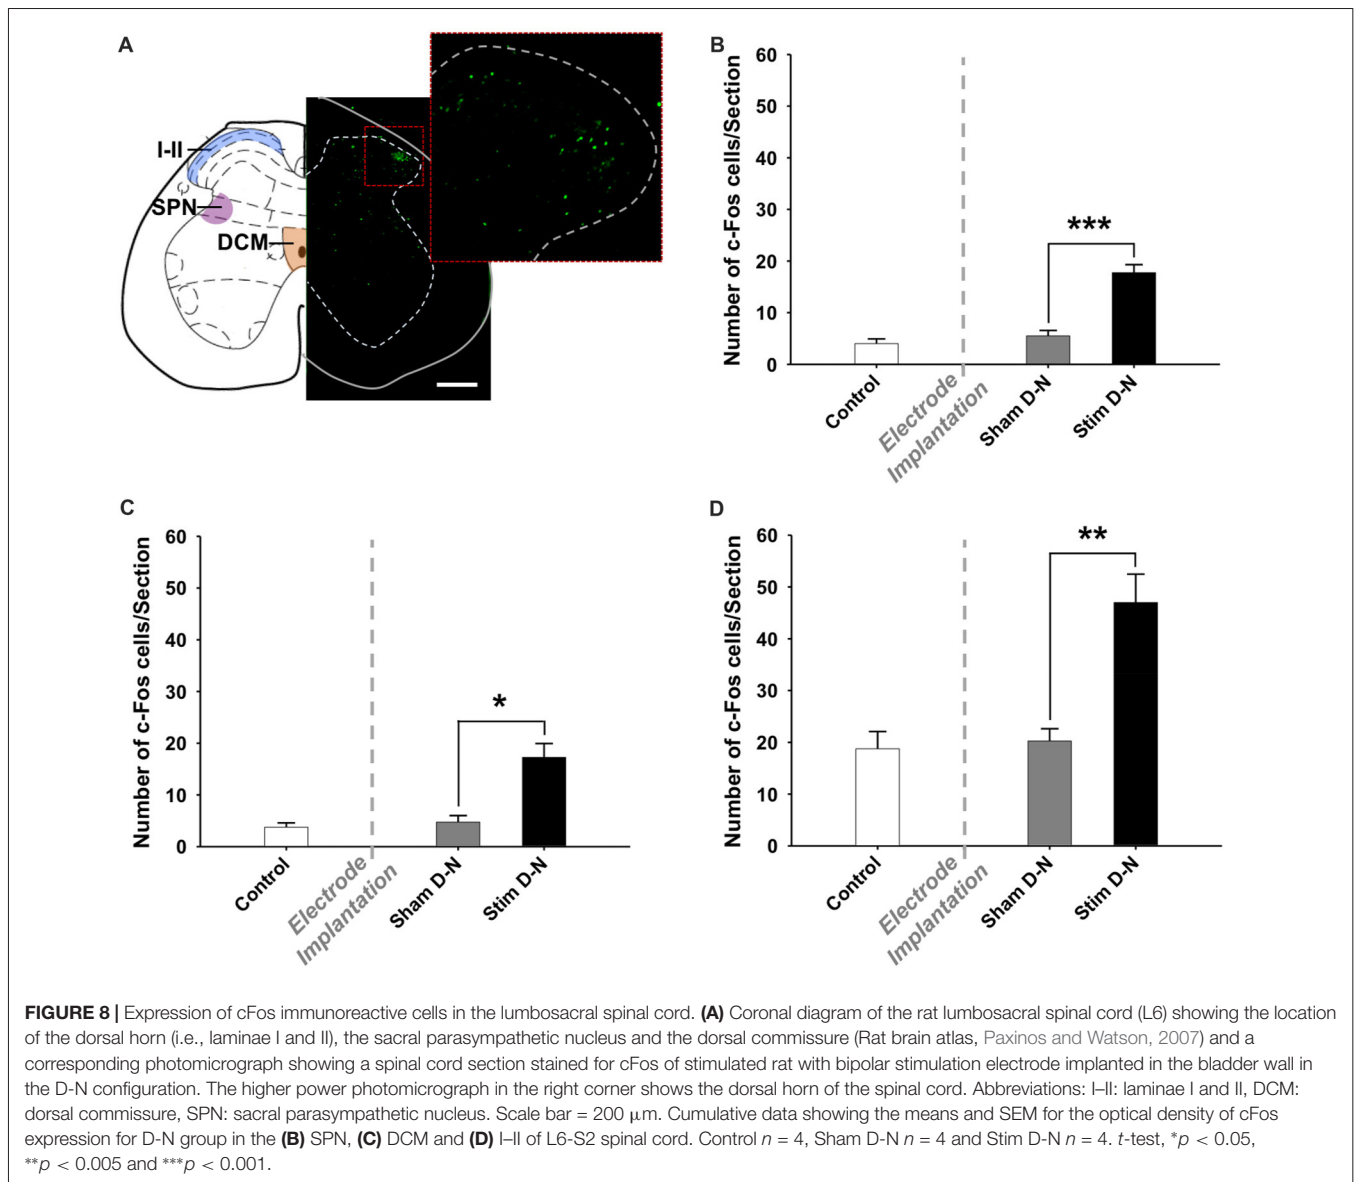 A
I-II
SPN
DCM
B
Number of c-Fos cells/Section
60
50
40
30
20
10
0
***
Control
Electrode
Implantation
Sham D-N
Stim D-N
C
Number of c-Fos cells/Section
60
50
40
30
20
10
0
*
Control
Electrode
Implantation
Sham D-N
Stim D-N
D
Number of c-Fos cells/Section
60
50
40
30
20
10
0
**
Control
Electrode
Implantation
Sham D-N
Stim D-N
FIGURE 8 | Expression of cFos immunoreactive cells in the lumbosacral spinal cord. (A) Coronal diagram of the rat lumbosacral spinal cord (L6) showing the location
of the dorsal horn (i.e., laminae I and II), the sacral parasympathetic nucleus and the dorsal commissure (Rat brain atlas, Paxinos and Watson, 2007) and a
corresponding photomicrograph showing a spinal cord section stained for cFos of stimulated rat with bipolar stimulation electrode implanted in the bladder wall in
the D-N configuration. The higher power photomicrograph in the right corner shows the dorsal horn of the spinal cord. Abbreviations: I–II: laminae I and II, DCM:
dorsal commissure, SPN: sacral parasympathetic nucleus. Scale bar = 200 μm. Cumulative data showing the means and SEM for the optical density of cFos
expression for D-N group in the (B) SPN, (C) DCM and (D) I–II of L6-S2 spinal cord. Control n = 4, Sham D-N n = 4 and Stim D-N n = 4. t-test, *p < 0.05,
**p < 0.005 and ***p < 0.001.